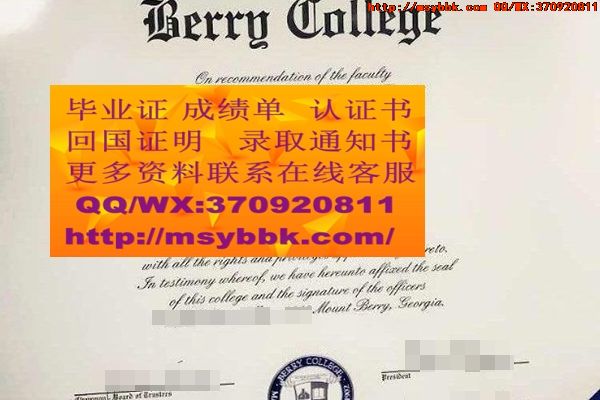 http://msybbk.com QQ/WX:370920811
Berry College
On recommendation of the faculty
毕业证 成绩单 认证书
回国证明 录取通知书
更多资料联系在线客服
QQ/WX:370920811
http://msybbk.com/
with all the rights and
In testimony whereof, we have hereunto affixed the seal
of this college and the signature of the officers
Mount Berry, Georgia.
BERRY COLLEGE
President
Board of Trustees